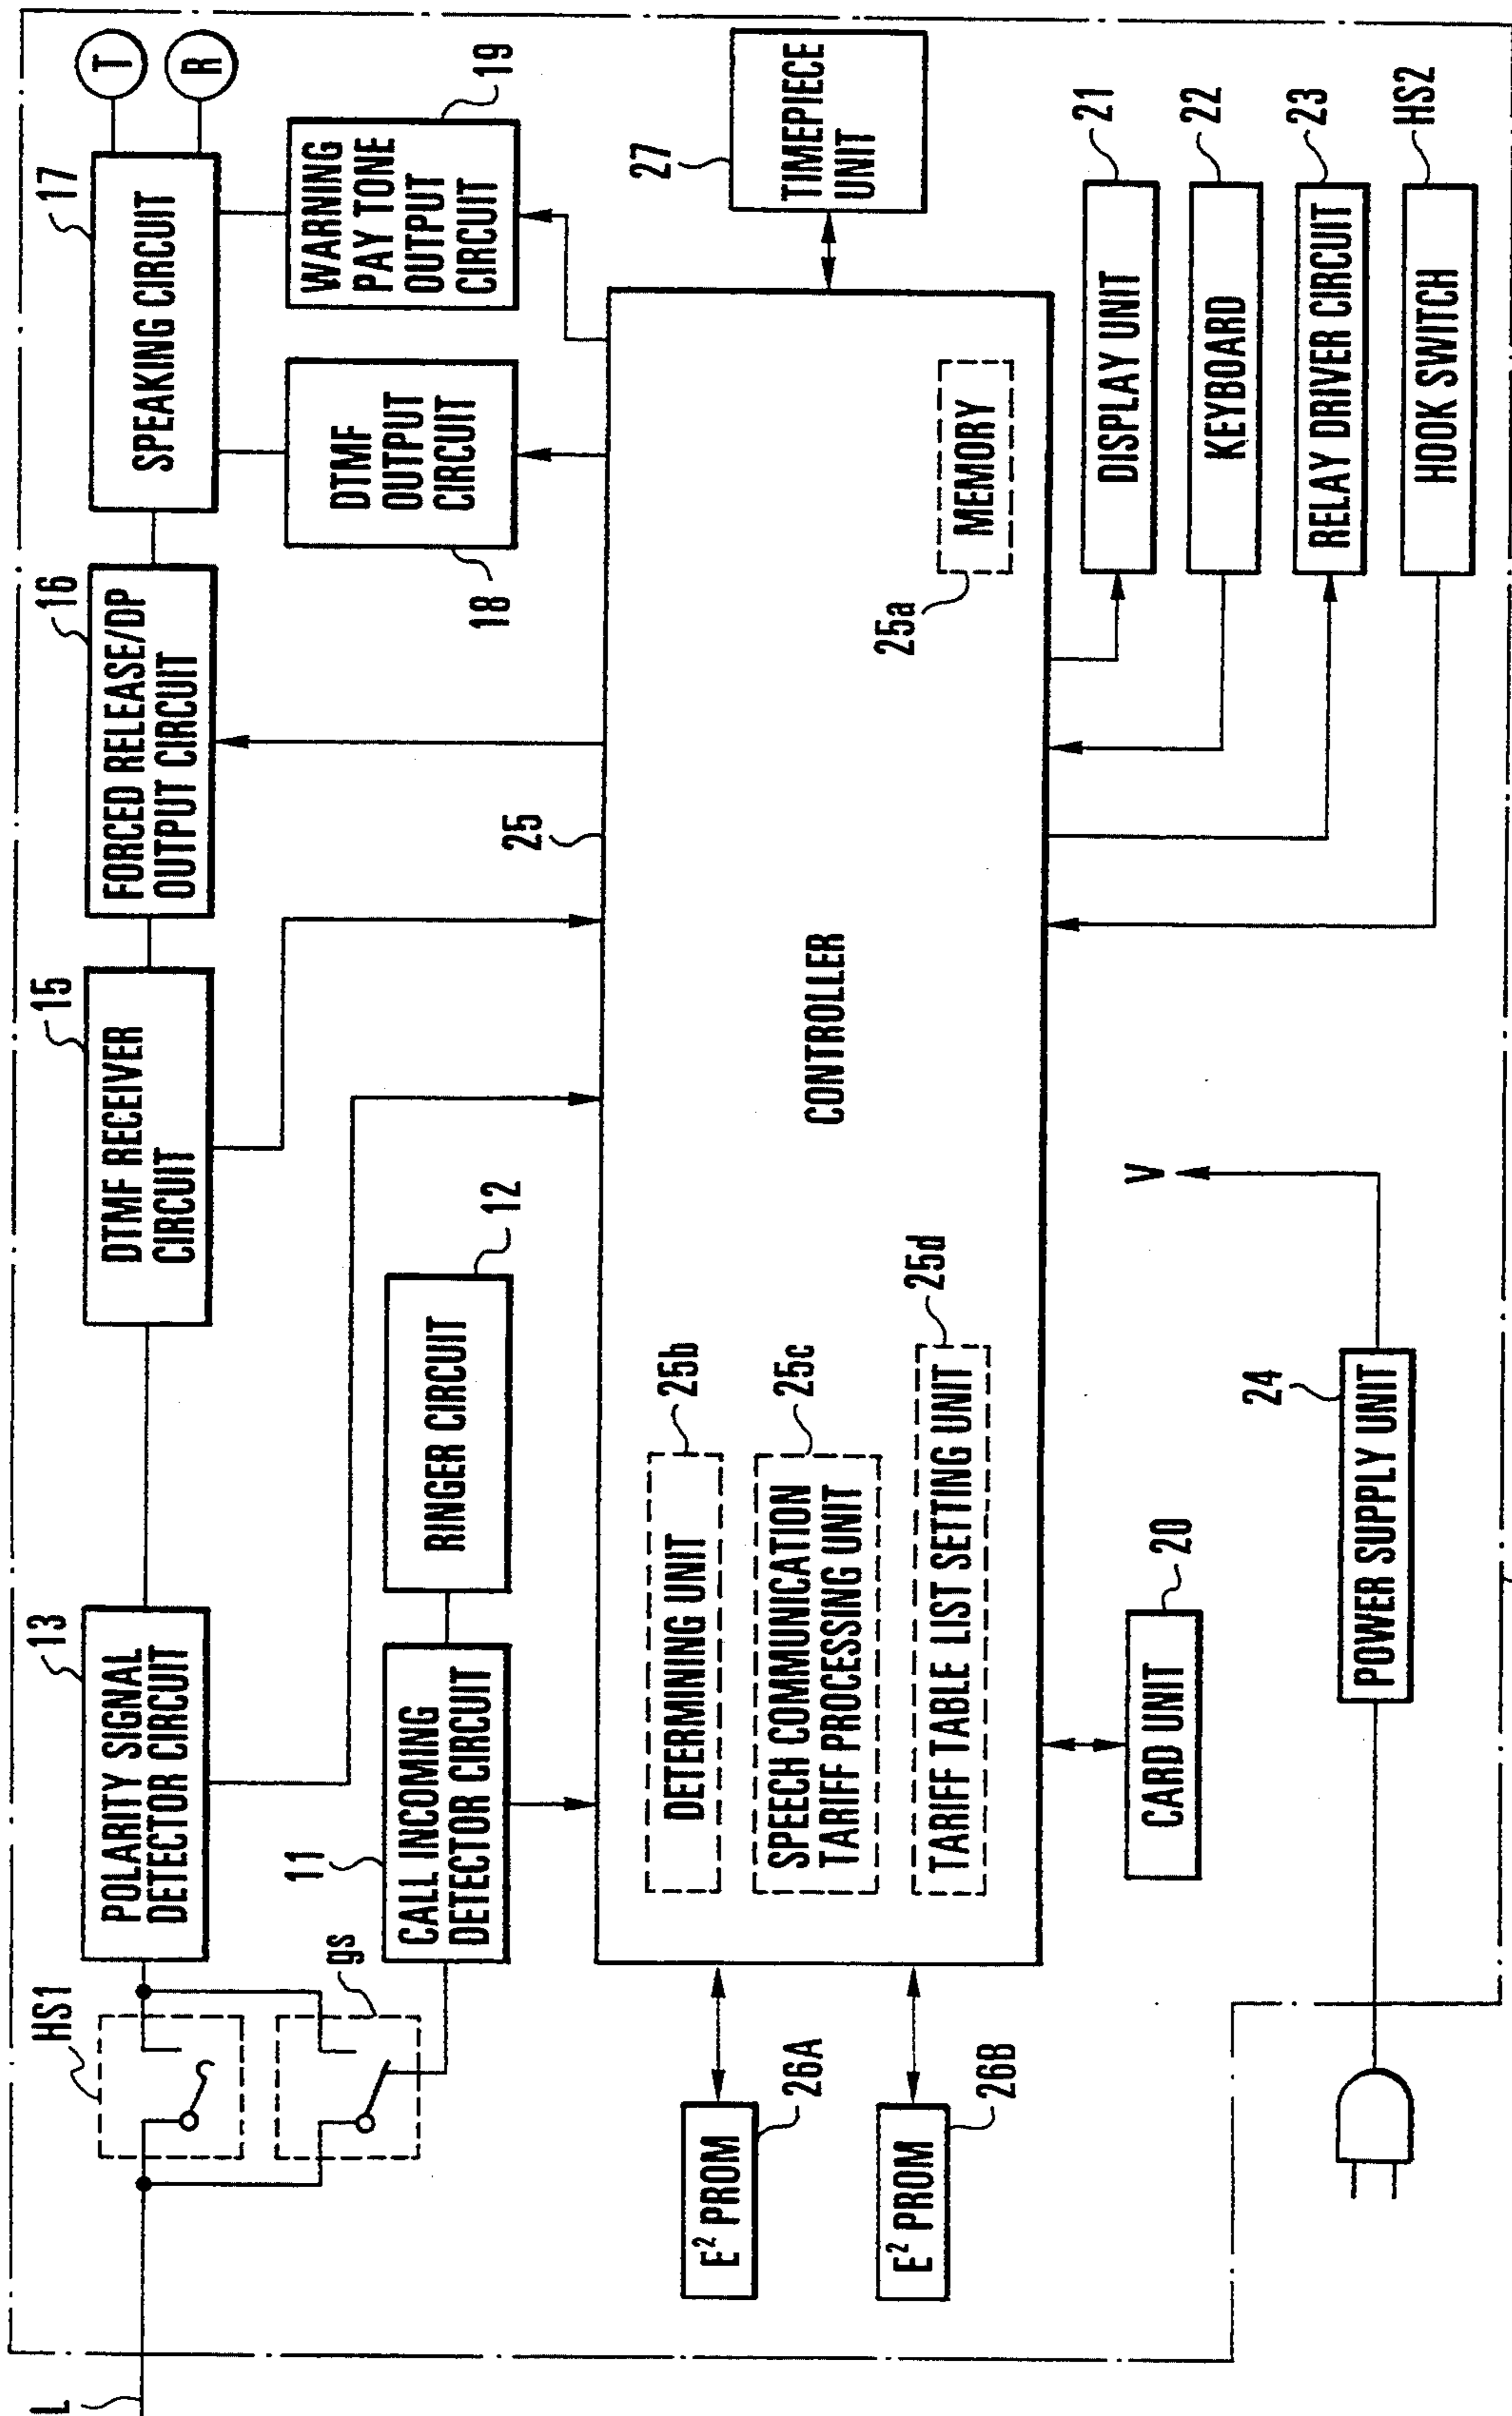 L
HS1
gs
13
POLARITY SIGNAL
DETECTOR CIRCUIT
15
DTMF RECEIVER
CIRCUIT
16
FORCED RELEASE/DP
OUTPUT CIRCUIT
17
SPEAKING CIRCUIT
T
R
11
CALL INCOMING
DETECTOR CIRCUIT
12
RINGER CIRCUIT
18
DTMF
OUTPUT
CIRCUIT
19
WARNING
PAY TONE
OUTPUT
CIRCUIT
25
CONTROLLER
25b
DETERMINING UNIT
25c
SPEECH COMMUNICATION
TARIFF PROCESSING UNIT
25d
TARIFF TABLE LIST SETTING UNIT
25a
MEMORY
27
TIMEPIECE
UNIT
26A
E² PROM
26B
E² PROM
20
CARD UNIT
24
POWER SUPPLY UNIT
V
21
DISPLAY UNIT
22
KEYBOARD
23
RELAY DRIVER CIRCUIT
HS2
HOOK SWITCH